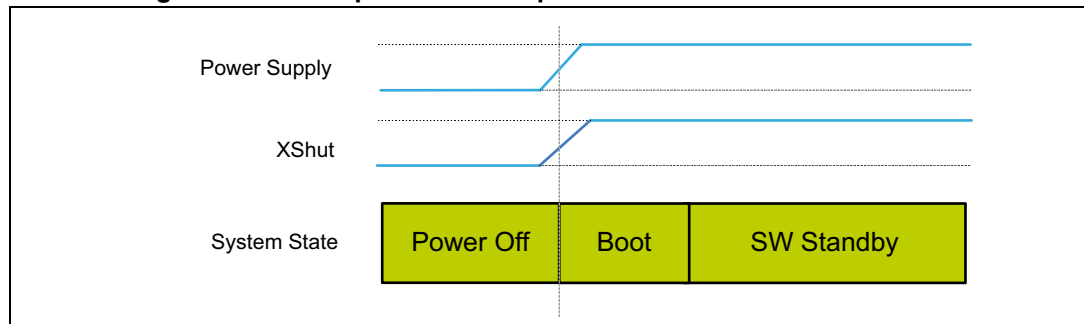 Power Supply
XShut
System State
Power Off
Boot
SW Standby